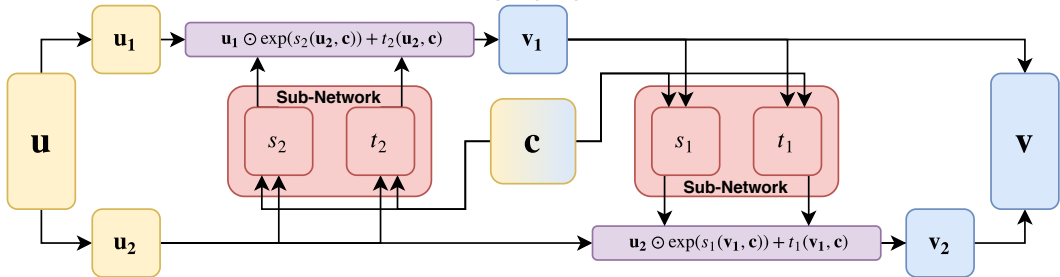 u
u₁
u₁ ⊙ exp(s₂(u₂, c)) + t₂(u₂, c)
v₁
Sub-Network
s₂
t₂
c
s₁
t₁
Sub-Network
v
u₂
u₂ ⊙ exp(s₁(v₁, c)) + t₁(v₁, c)
v₂